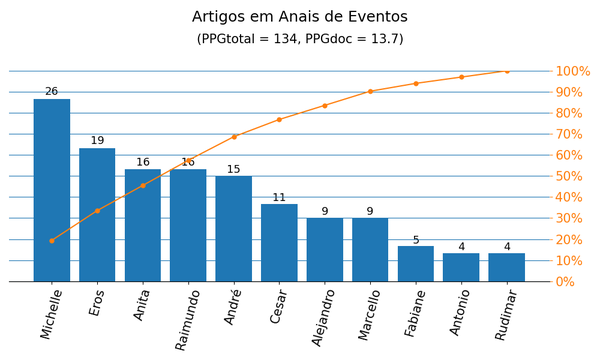 Artigos em Anais de Eventos
(PPGtotal = 134, PPGdoc = 13.7)
26
19
16
16
15
11
9
9
5
4
4
100%
90%
80%
70%
60%
50%
40%
30%
20%
10%
0%
Michelle
Eros
Anita
Raimundo
André
Cesar
Alejandro
Marcello
Fabiane
Antonio
Rudimar